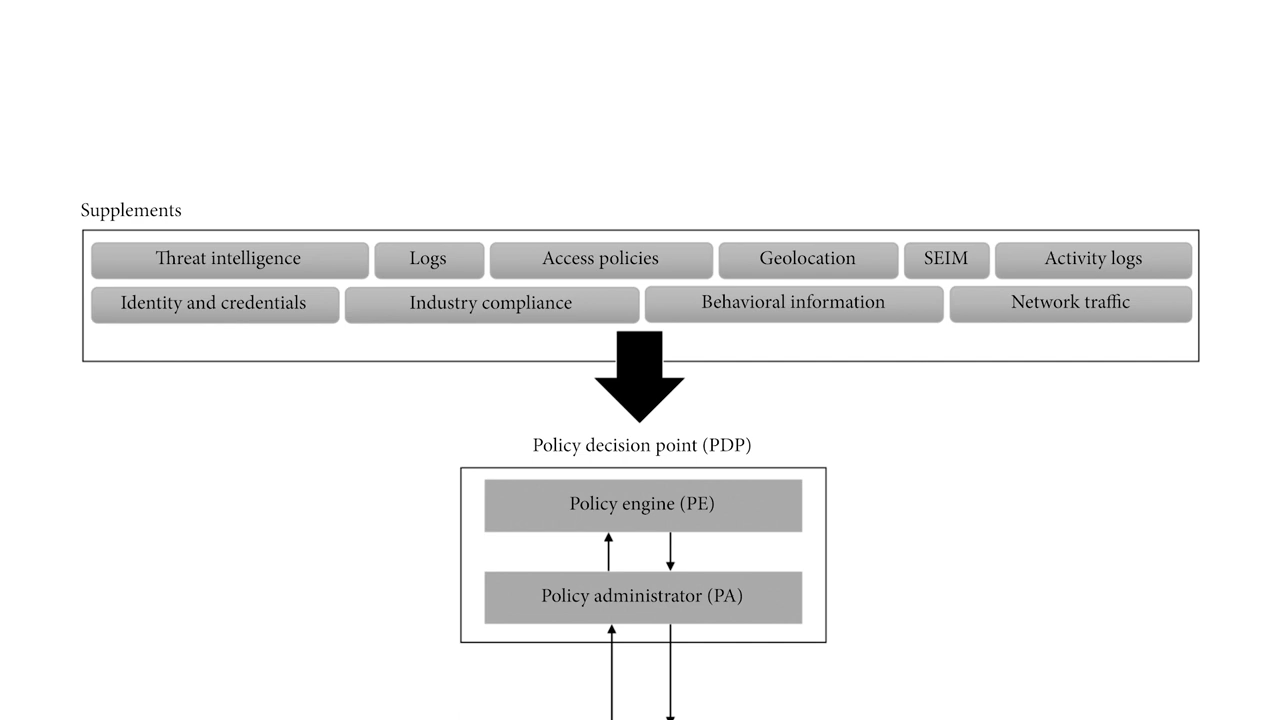 Supplements
Threat intelligence
Logs
Access policies
Geolocation
SEIM
Activity logs
Identity and credentials
Industry compliance
Behavioral information
Network traffic
Policy decision point (PDP)
Policy engine (PE)
Policy administrator (PA)